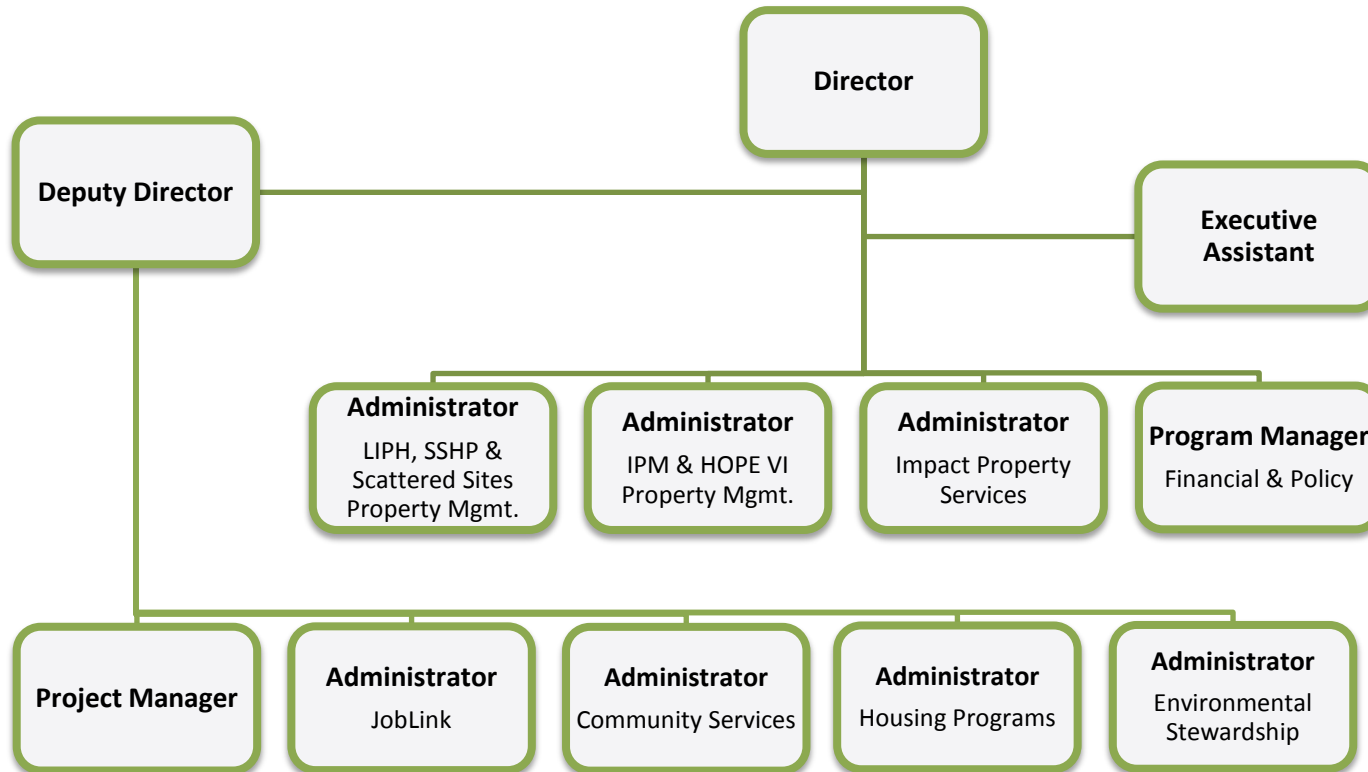 Director
Deputy Director
Executive
Assistant
Administrator
LIPH, SSHP &
Scattered Sites
Property Mgmt.
Administrator
IPM & HOPE VI
Property Mgmt.
Administrator
Impact Property
Services
Program Manager
Financial & Policy
Project Manager
Administrator
JobLink
Administrator
Community Services
Administrator
Housing Programs
Administrator
Environmental
Stewardship